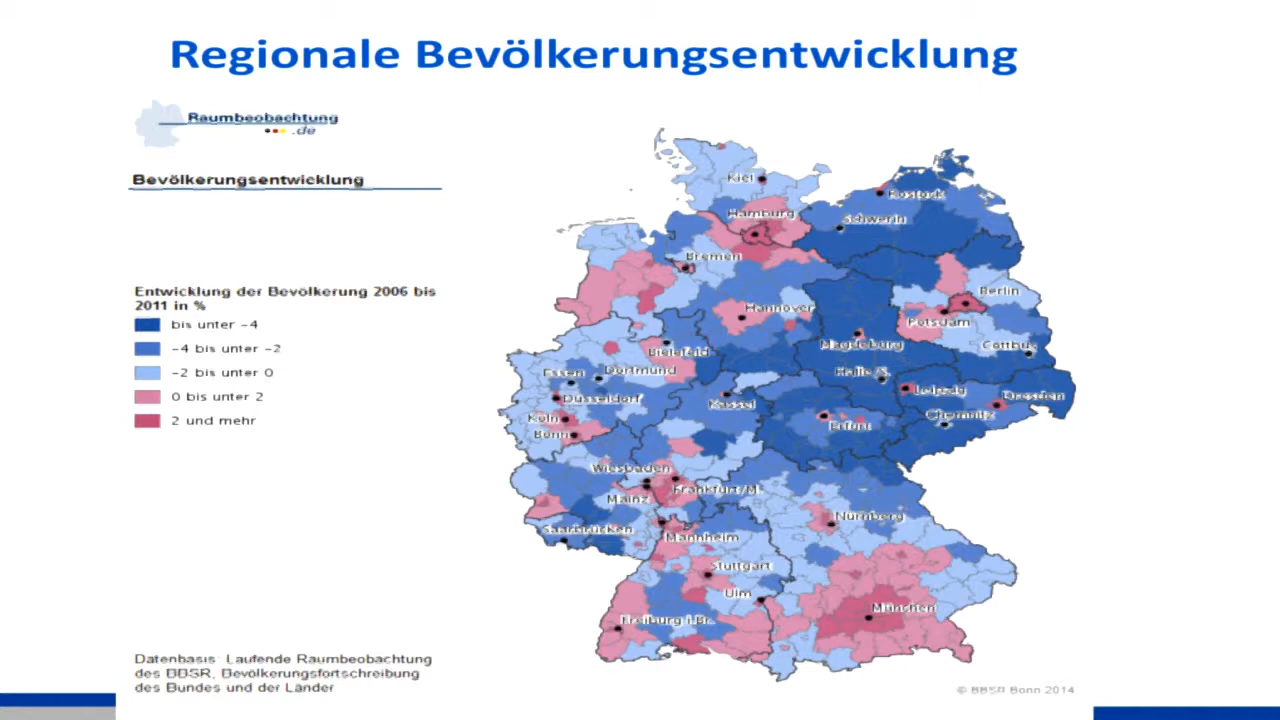 Regionale Bevölkerungsentwicklung
Raumbeobachtung
.de
Bevölkerungsentwicklung
Entwicklung der Bevölkerung 2006 bis
2011 in %
bis unter -4
-4 bis unter -2
-2 bis unter 0
0 bis unter 2
2 und mehr
Kiel
Rostock
Hamburg
Schwerin
Bremen
Berlin
Hannover
Potsdam
Magdeburg
Cottbu
Bielefeld
Essen
Dortmund
Halle/S.
Düsseldorf
Kassel
Leipzig
Dresden
Köln
Erfurt
Chemnitz
Bonn
Wiesbaden
Frankfurt/M
Mainz
Nürnberg
Saarbrücken
Mannheim
Stuttgart
Ulm
München
Freiburg i.Br.
Datenbasis: Laufende Raumbeobachtung
des BBSR, Bevölkerungsfortschreibung
des Bundes und der Länder
© BBSR Bonn 2014